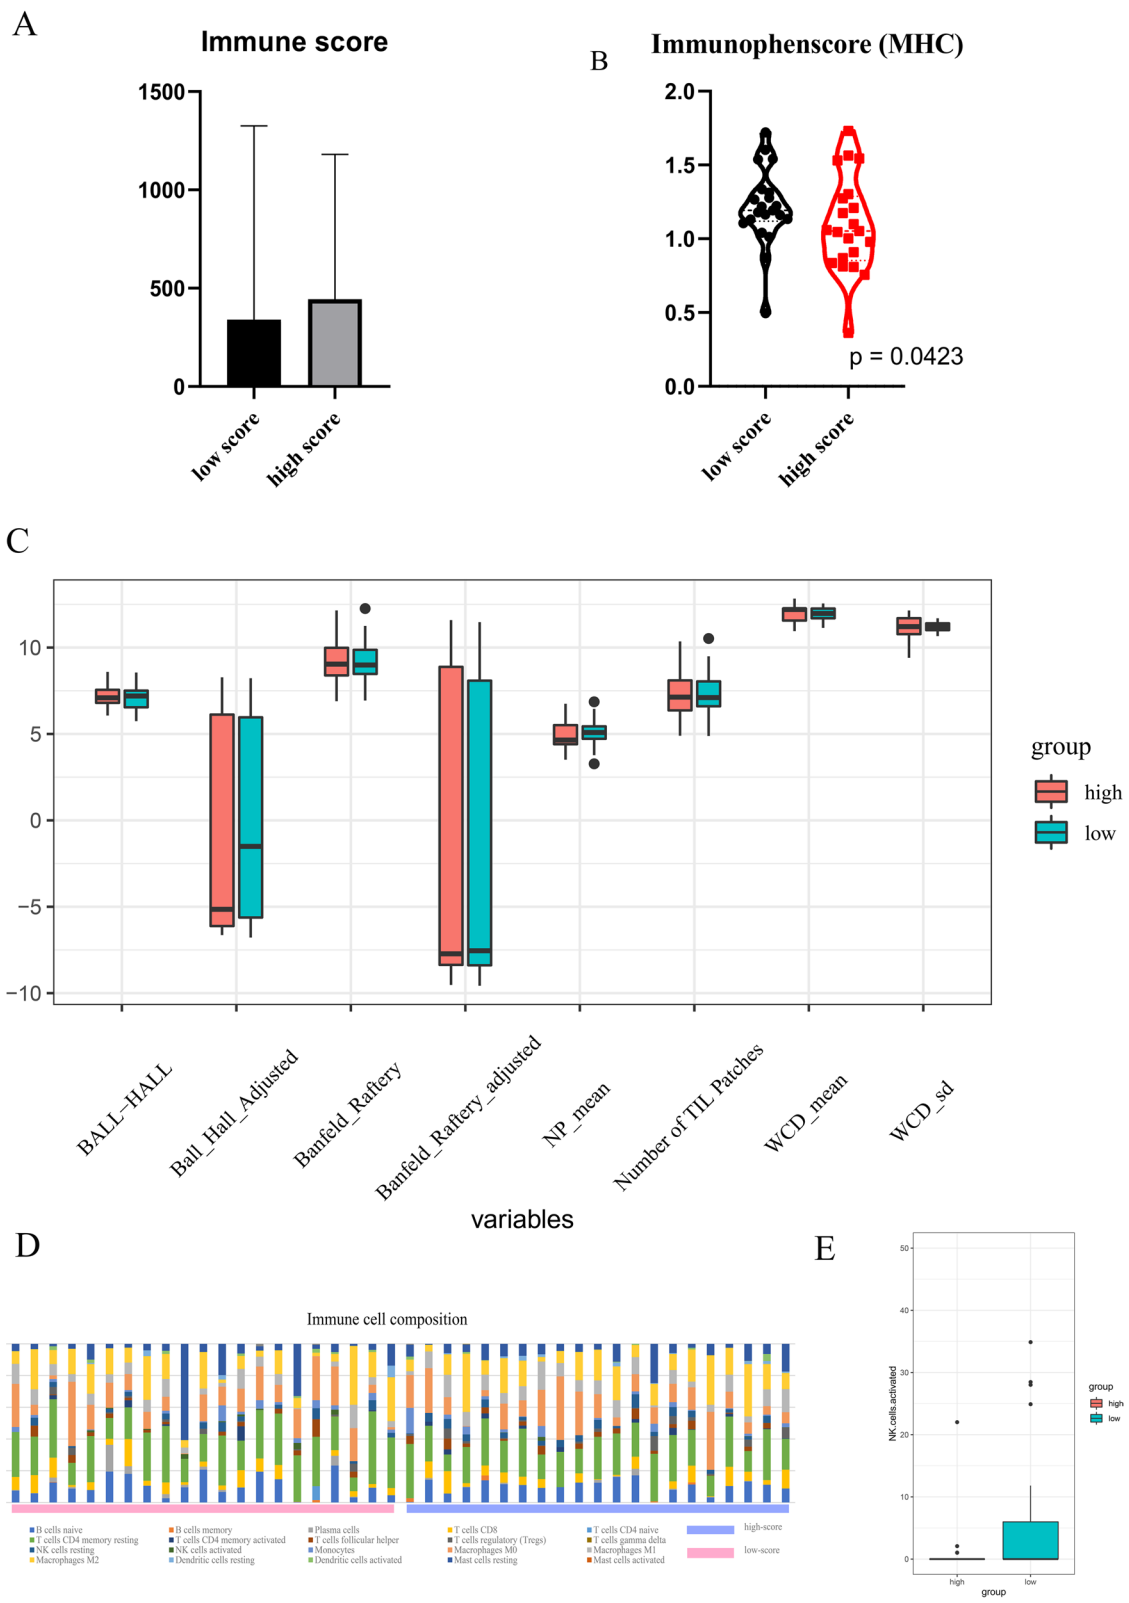 A
Immune score
1500
1000
500
0
low score
high score
B
Immunophenscore (MHC)
2.0
1.5
1.0
0.5
0.0
p = 0.0423
low score
high score
C
10
5
0
−5
−10
BALL−HALL
Ball_Hall_Adjusted
Banfeld_Raftery
Banfeld_Raftery_adjusted
NP_mean
Number of TIL Patches
WCD_mean
WCD_sd
variables
group
high
low
D
Immune cell composition
B cells naive
B cells memory
Plasma cells
T cells CD8
T cells CD4 naive
T cells CD4 memory resting
T cells CD4 memory activated
T cells follicular helper
T cells regulatory (Tregs)
T cells gamma delta
NK cells resting
NK cells activated
Monocytes
Macrophages M0
Macrophages M1
Macrophages M2
Dendritic cells resting
Dendritic cells activated
Mast cells resting
Mast cells activated
high-score
low-score
E
50
40
30
20
10
0
NK.cells.activated
high
low
group
group
high
low